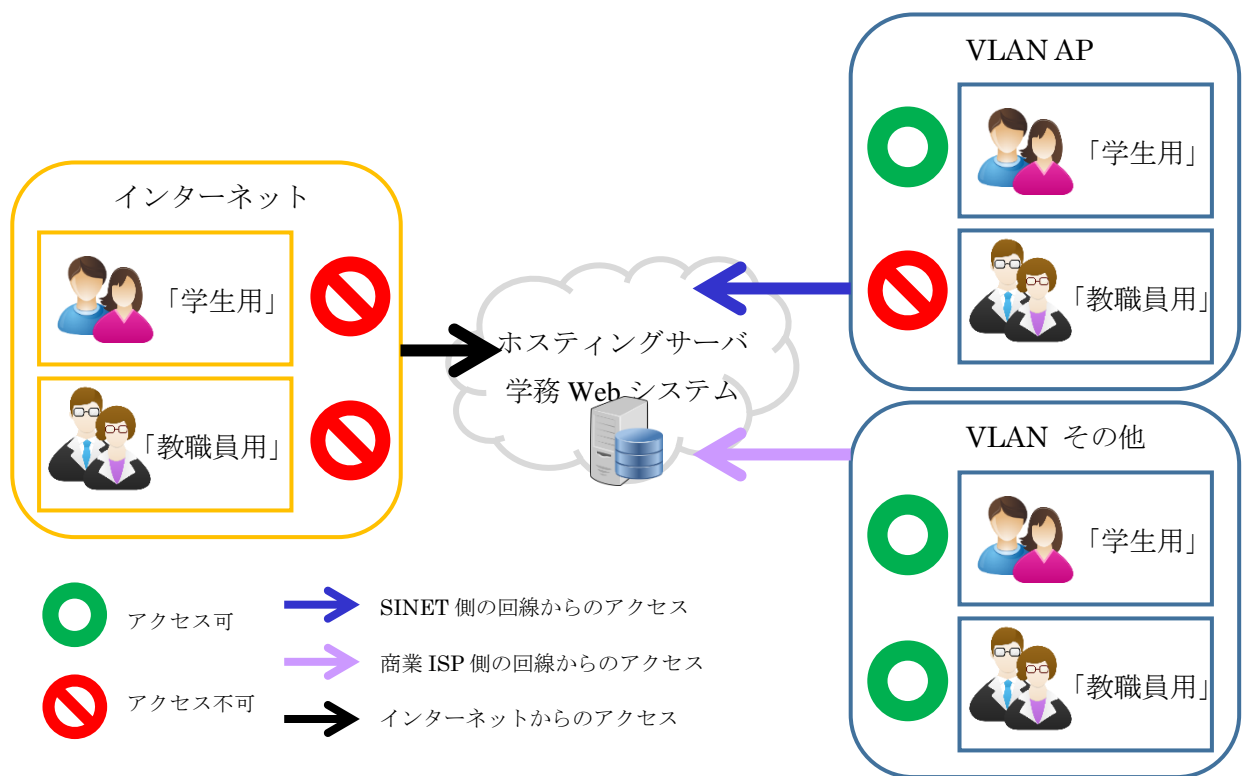 VLAN AP
「学生用」
「教職員用」
インターネット
「学生用」
「教職員用」
ホスティングサーバ
学務 Web システム
VLAN その他
「学生用」
「教職員用」
アクセス可
アクセス不可
SINET 側の回線からのアクセス
商業 ISP 側の回線からのアクセス
インターネットからのアクセス